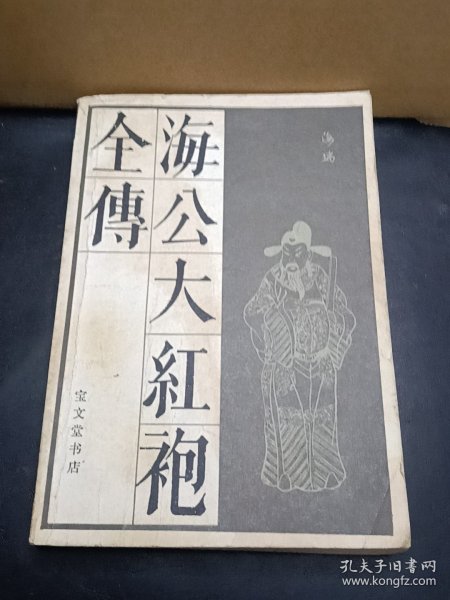 海公大紅袍
全傳
海瑞
宝文堂书店
孔夫子旧书网
www.kongfz.com